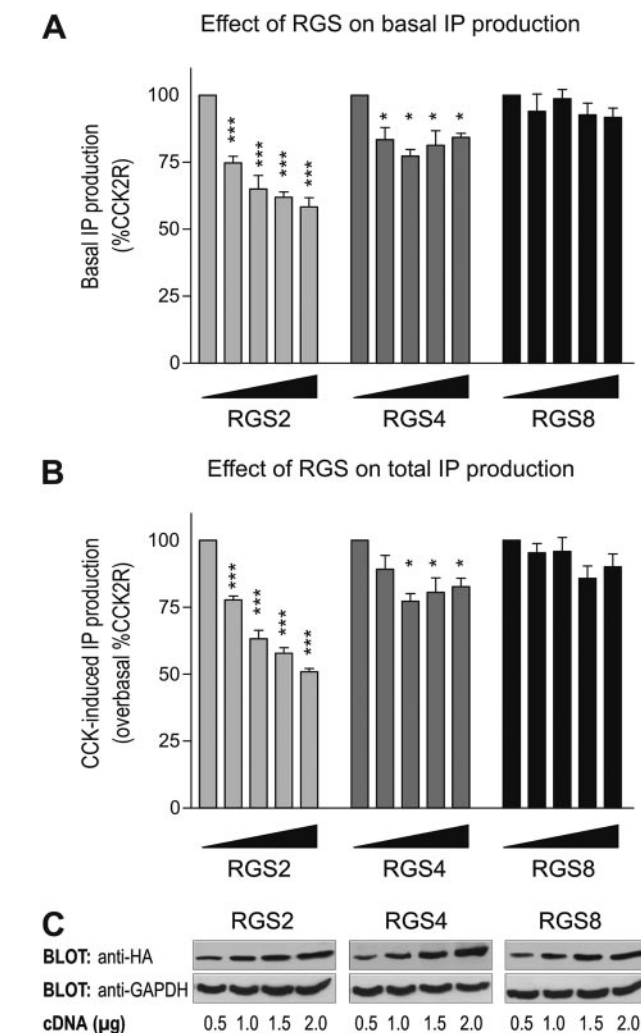 A Effect of RGS on basal IP production
Basal IP production
(%CCK2R)
100
75
50
25
0
*** *** *** ***
* * * *
RGS2 RGS4 RGS8
B Effect of RGS on total IP production
CCK-induced IP production
(overbasal %CCK2R)
100
75
50
25
0
*** *** *** ***
* * *
RGS2 RGS4 RGS8
C RGS2 RGS4 RGS8
BLOT: anti-HA
BLOT: anti-GAPDH
cDNA (µg) 0.5 1.0 1.5 2.0 0.5 1.0 1.5 2.0 0.5 1.0 1.5 2.0